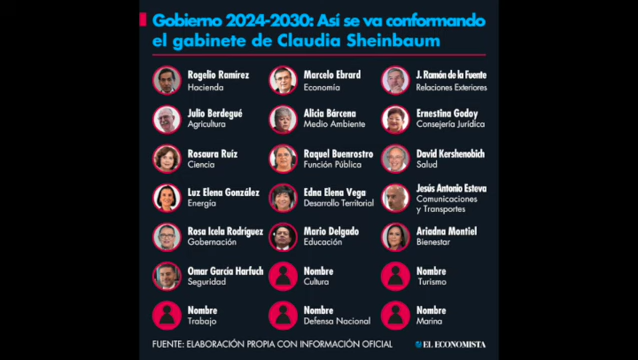 Gobierno 2024-2030: Así se va conformando
el gabinete de Claudia Sheinbaum
Rogelio Ramírez
Hacienda
Marcelo Ebrard
Economía
J. Ramón de la Fuente
Relaciones Exteriores
Julio Berdegué
Agricultura
Alicia Bárcena
Medio Ambiente
Ernestina Godoy
Consejería Jurídica
Rosaura Ruíz
Ciencia
Raquel Buenrostro
Función Pública
David Kershenobich
Salud
Luz Elena González
Energía
Edna Elena Vega
Desarrollo Territorial
Jesús Antonio Esteva
Comunicaciones
y Transportes
Rosa Icela Rodríguez
Gobernación
Mario Delgado
Educación
Ariadna Montiel
Bienestar
Omar García Harfuch
Seguridad
Nombre
Cultura
Nombre
Turismo
Nombre
Trabajo
Nombre
Defensa Nacional
Nombre
Marina
FUENTE: ELABORACIÓN PROPIA CON INFORMACIÓN OFICIAL
EL ECONOMISTA